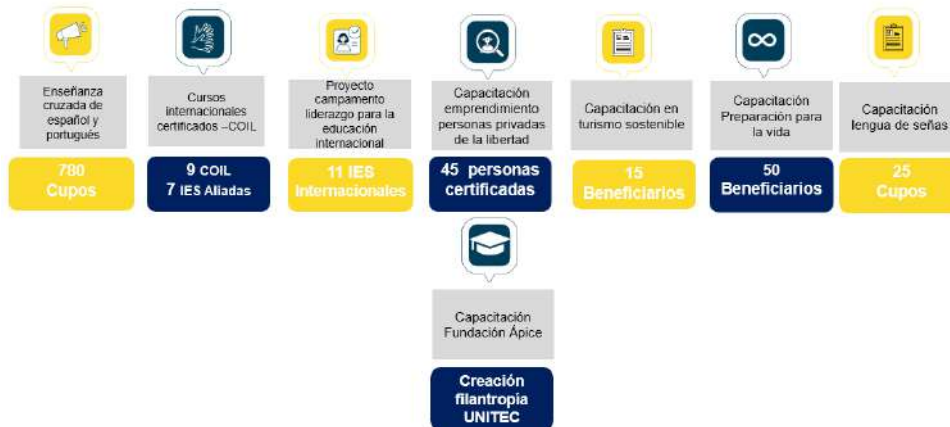 Enseñanza
cruzada de
español y
portugués
780
Cupos
Cursos
internacionales
certificados –COIL
9 COIL
7 IES Aliadas
Proyecto
campamento
liderazgo para la
educación
internacional
11 IES
Internacionales
Capacitación
emprendimiento
personas privadas
de la libertad
45 personas
certificadas
Capacitación en
turismo sostenible
15
Beneficiarios
Capacitación
Preparación para
la vida
50
Beneficiarios
Capacitación
lengua de señas
25
Cupos
Capacitación
Fundación Ápice
Creación
filantropia
UNITEC